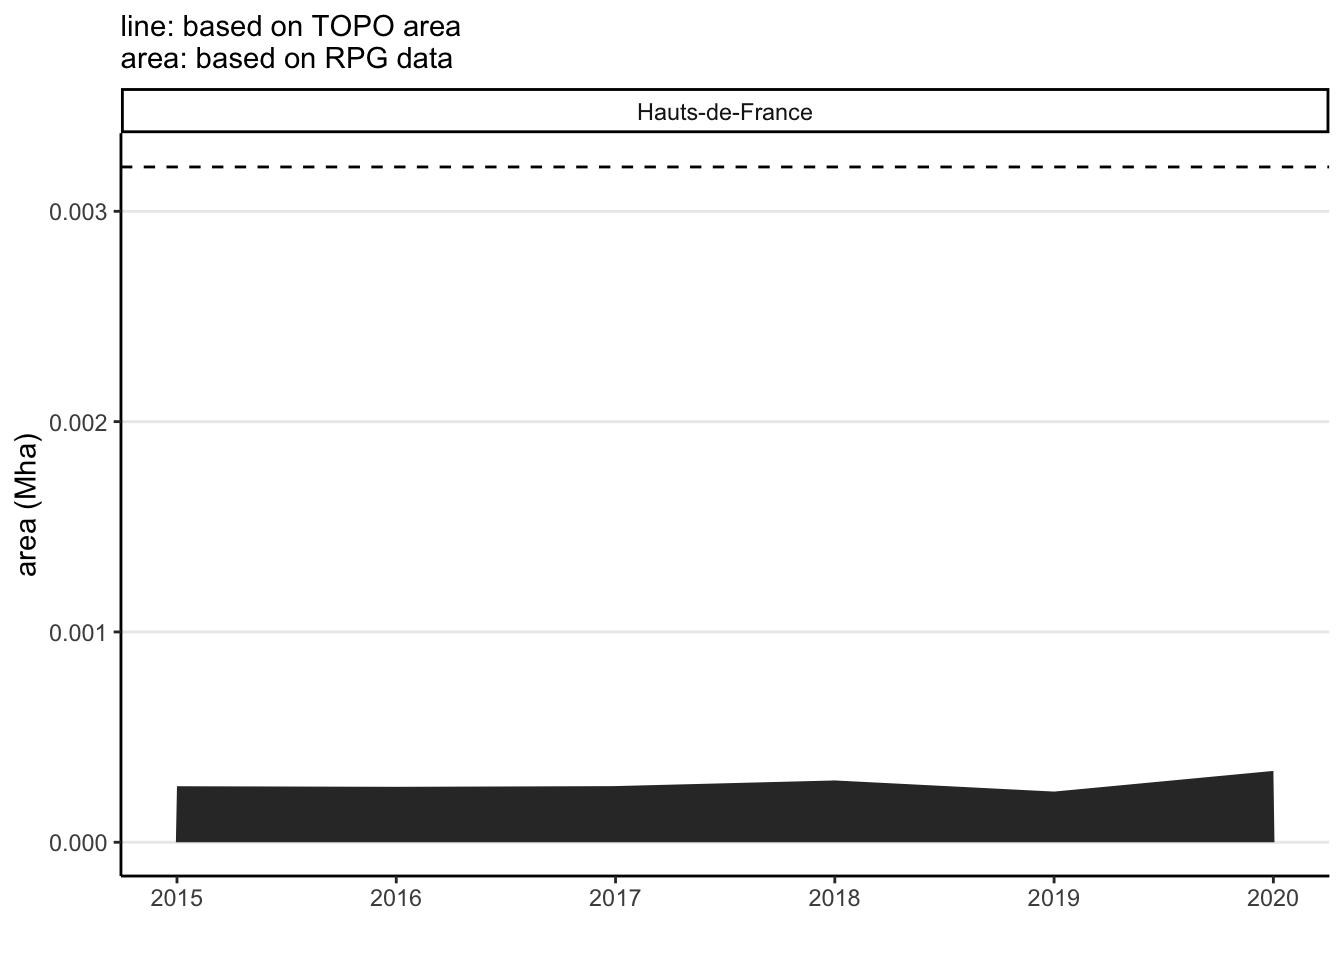 line: based on TOPO area
area: based on RPG data
Hauts-de-France
0.003
0.002
0.001
0.000
area (Mha)
2015 2016 2017 2018 2019 2020